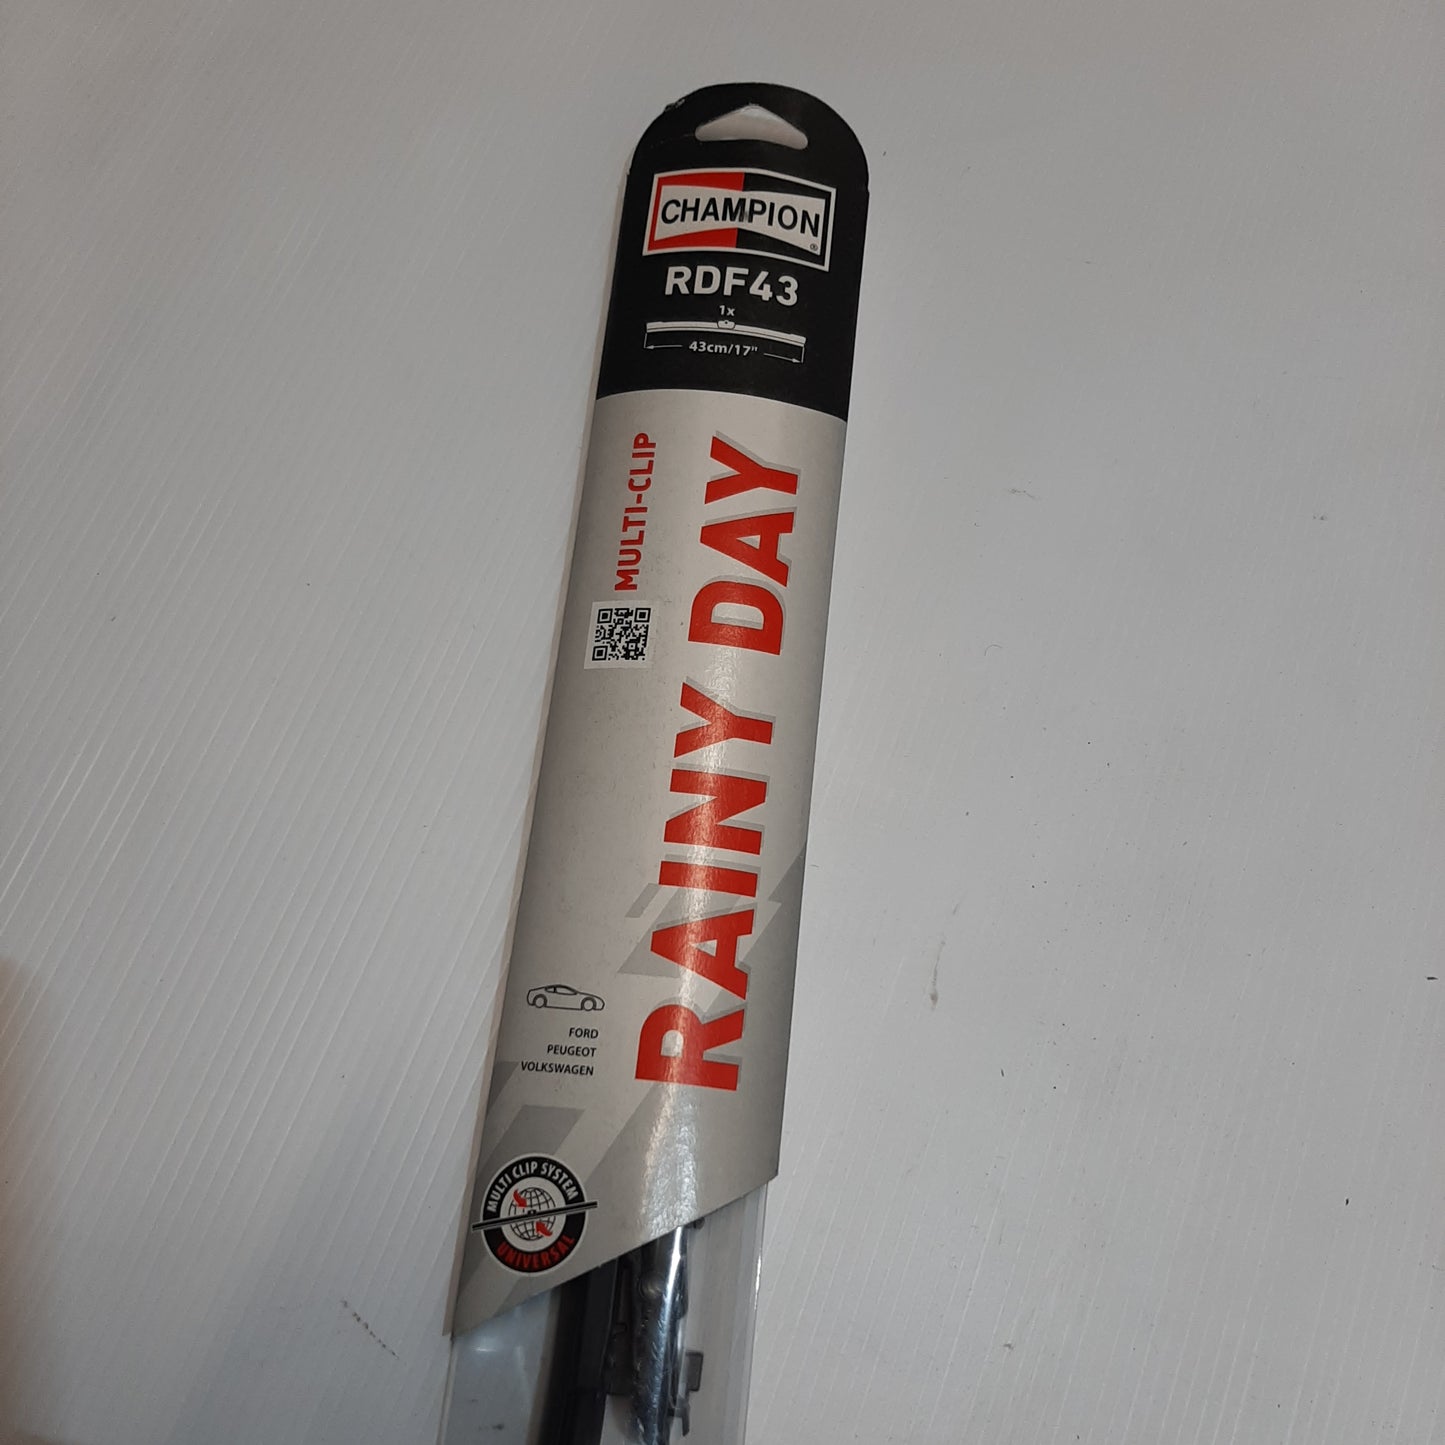 CHAMPION
®
RDF43
1x
43cm/17"
MULTI-CLIP
RAINY DAY
FORD
PEUGEOT
VOLKSWAGEN
MULTI CLIP SYSTEM
UNIVERSAL